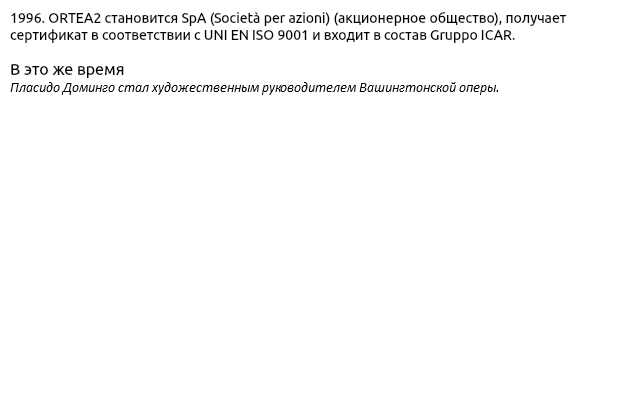 1996. ORTEA2 становится SpA (Società per azioni) (акционерное общество), получает
сертификат в соответствии с UNI EN ISO 9001 и входит в состав Gruppo ICAR.
В это же время
Пласидо Доминго стал художественным руководителем Вашингтонской оперы.